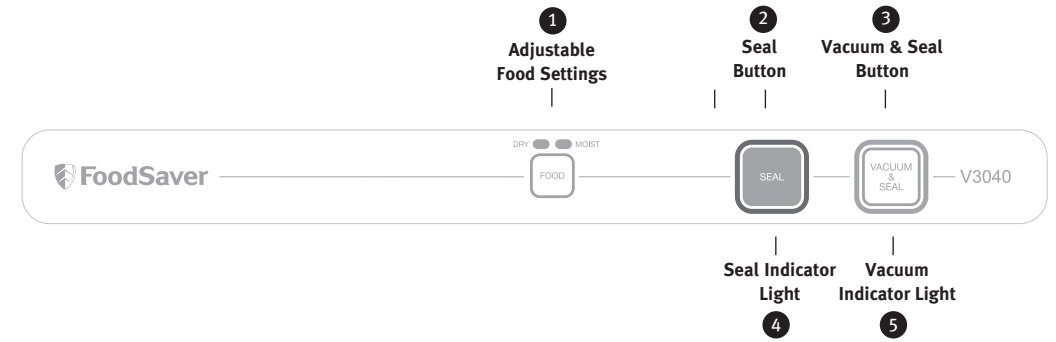 1
Adjustable
Food Settings
2
Seal
Button
3
Vacuum & Seal
Button
DRY MOIST
FoodSaver
FOOD
SEAL
VACUUM
&
SEAL
V3040
Seal Indicator
Light
4
Vacuum
Indicator Light
5